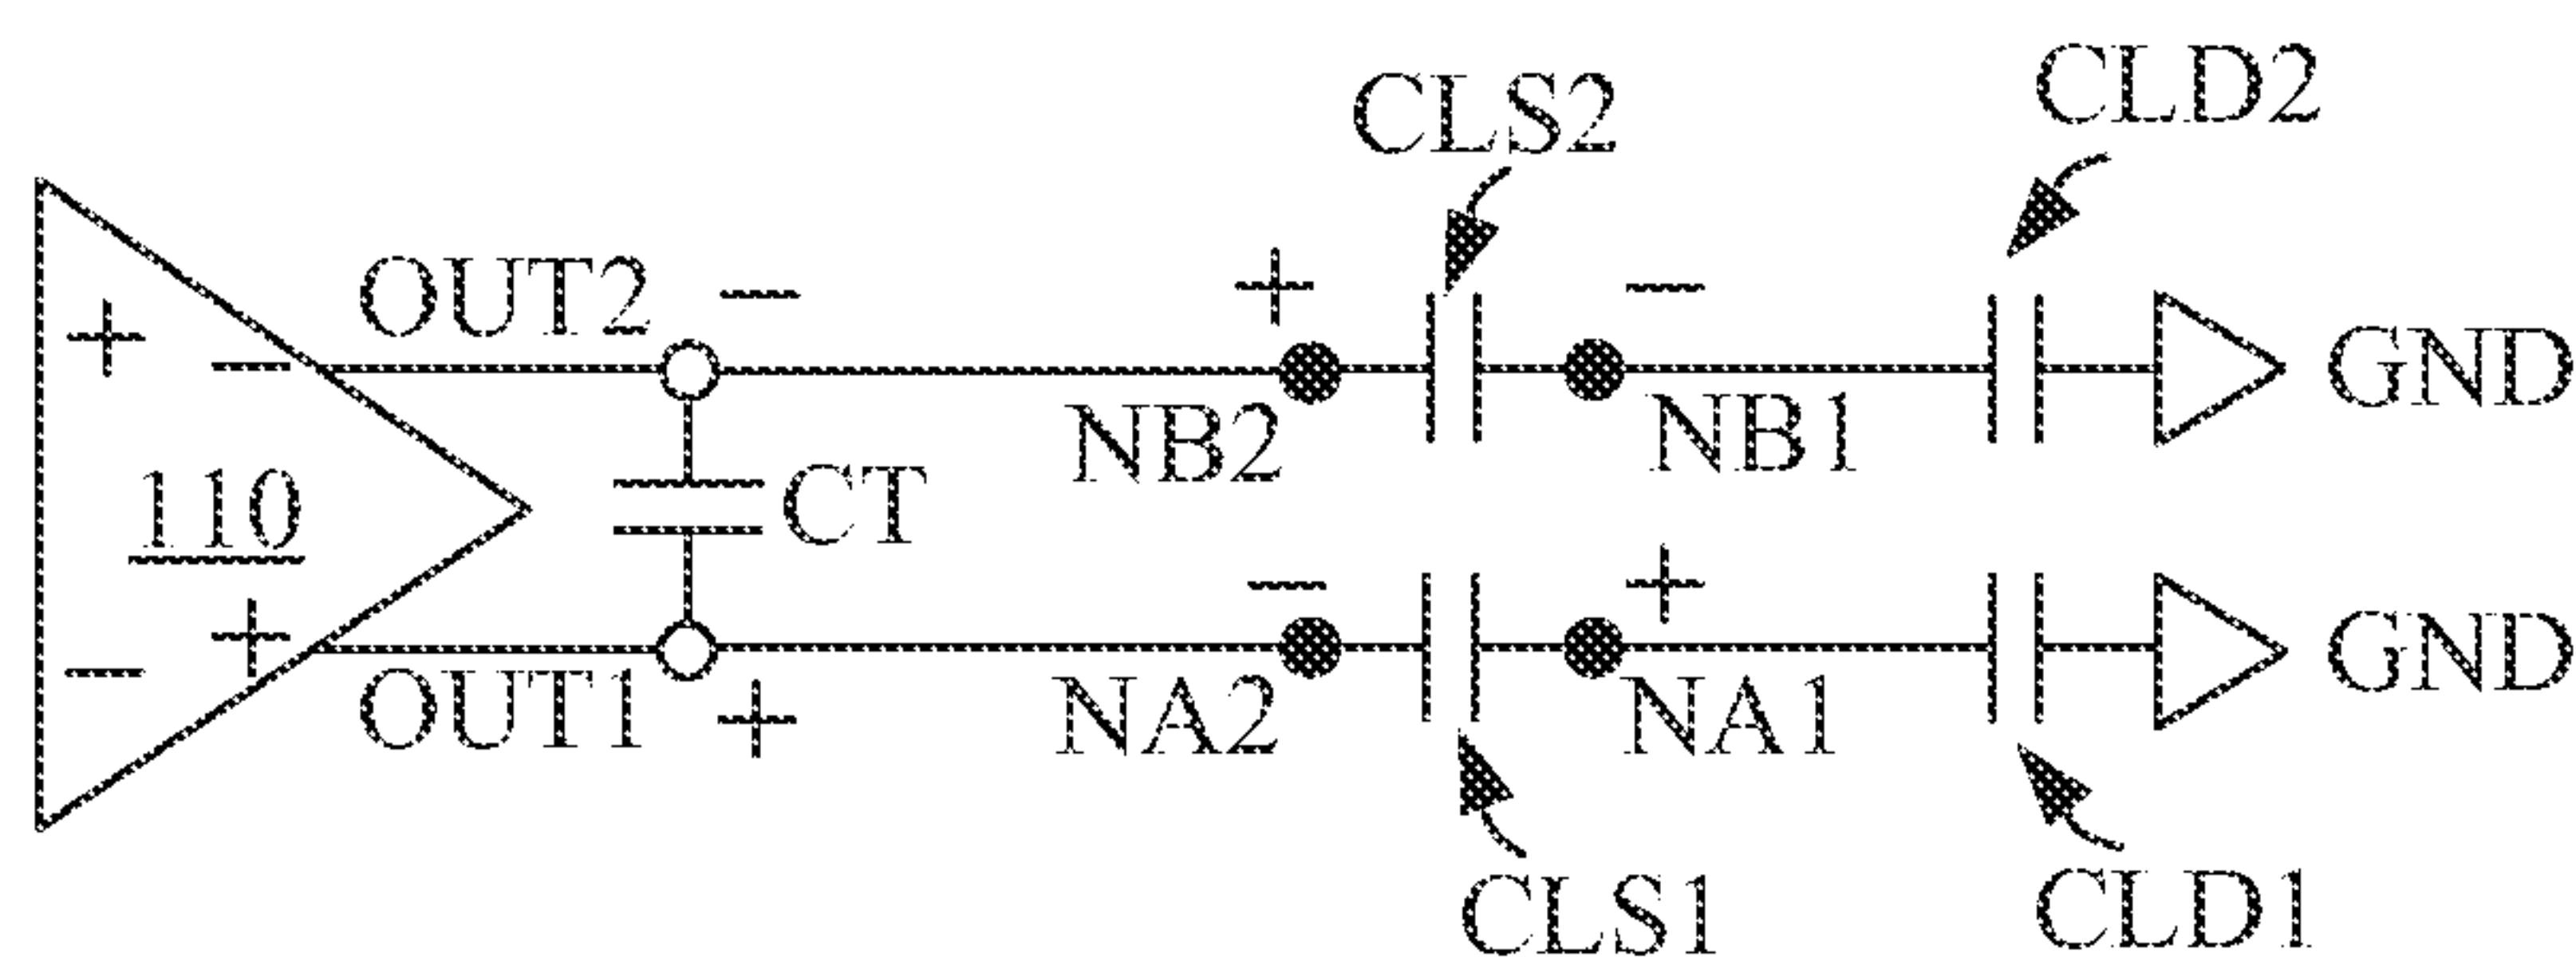 CLD2
CLS2
OUT2 − + −
+ − GND
NB2 NB1
110 CT
− +
+ GND
− OUT1 + NA2 NA1
CLS1 CLD1